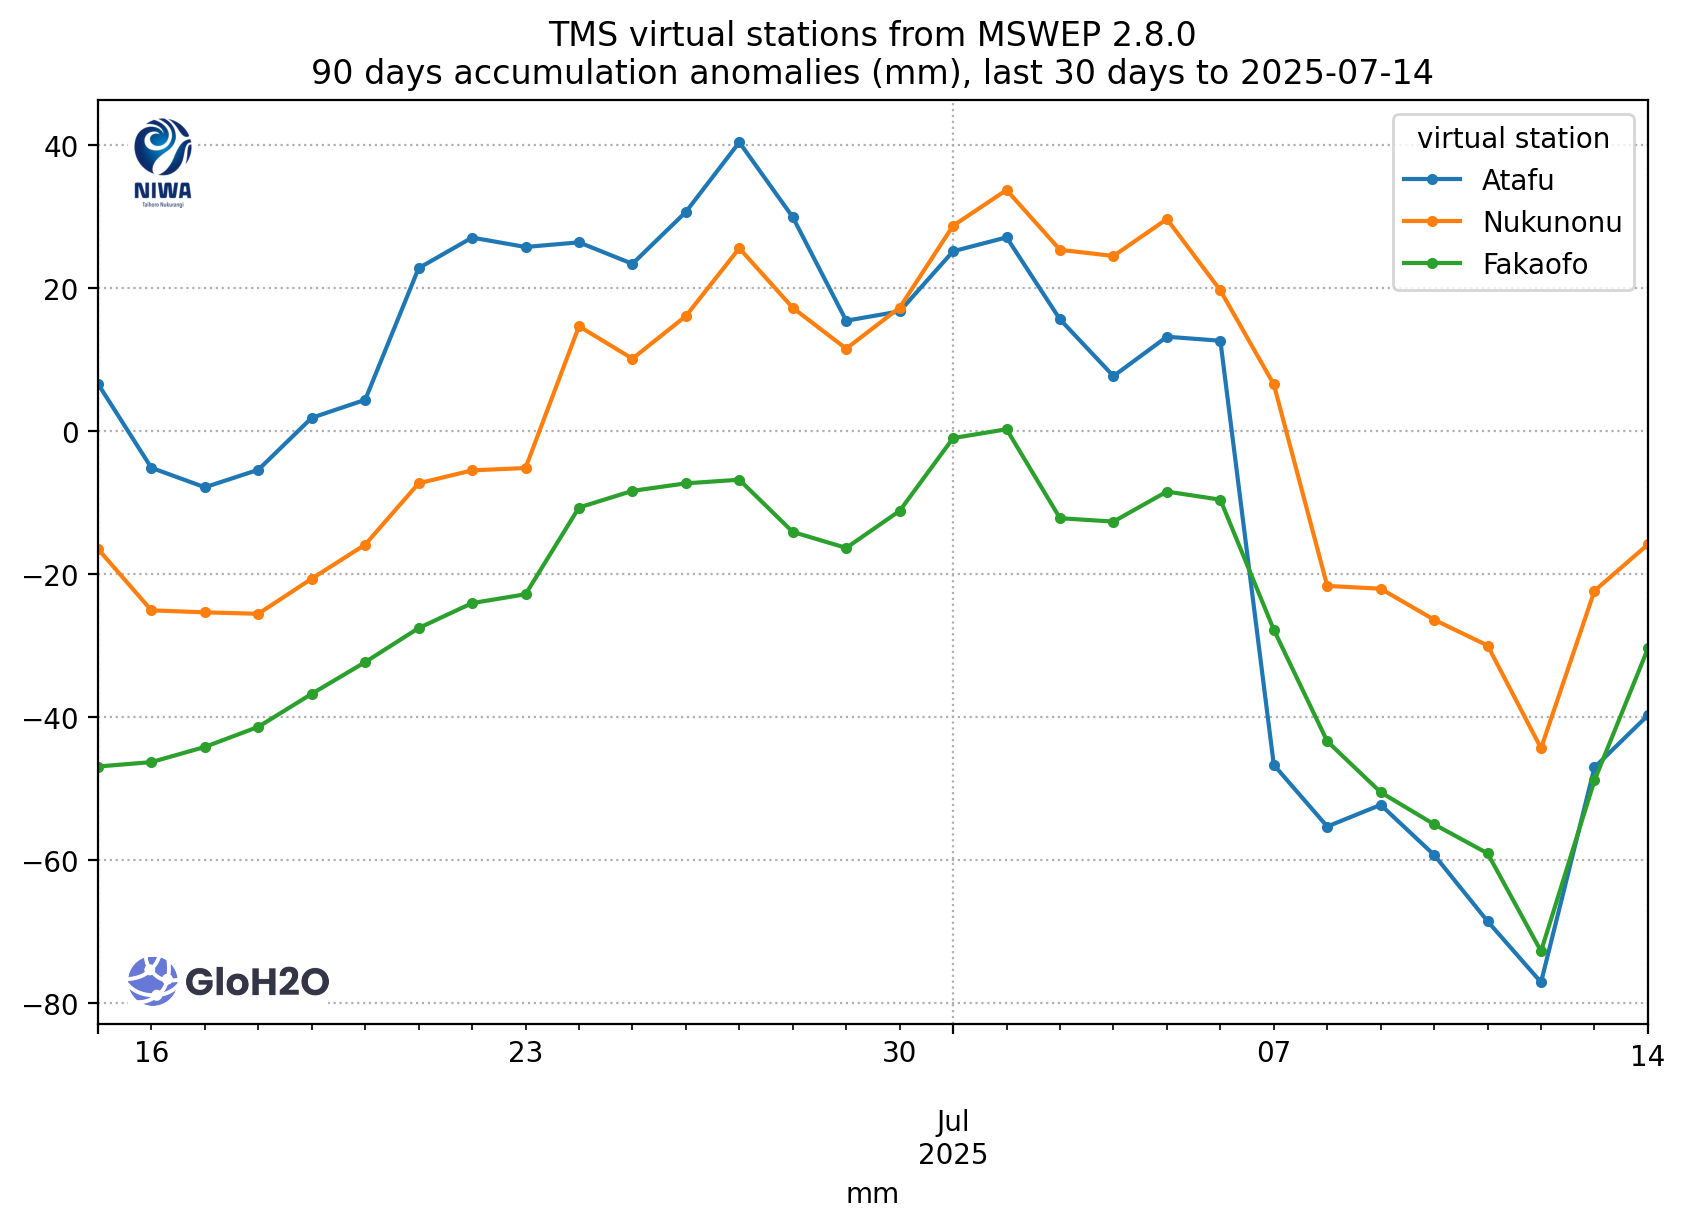 TMS virtual stations from MSWEP 2.8.0
90 days accumulation anomalies (mm), last 30 days to 2025-07-14
NIWA
Taihoro Nukurangi
virtual station
Atafu
Nukunonu
Fakaofo
40
20
0
−20
−40
−60
−80
GloH2O
16
23
30
07
14
Jul
2025
mm